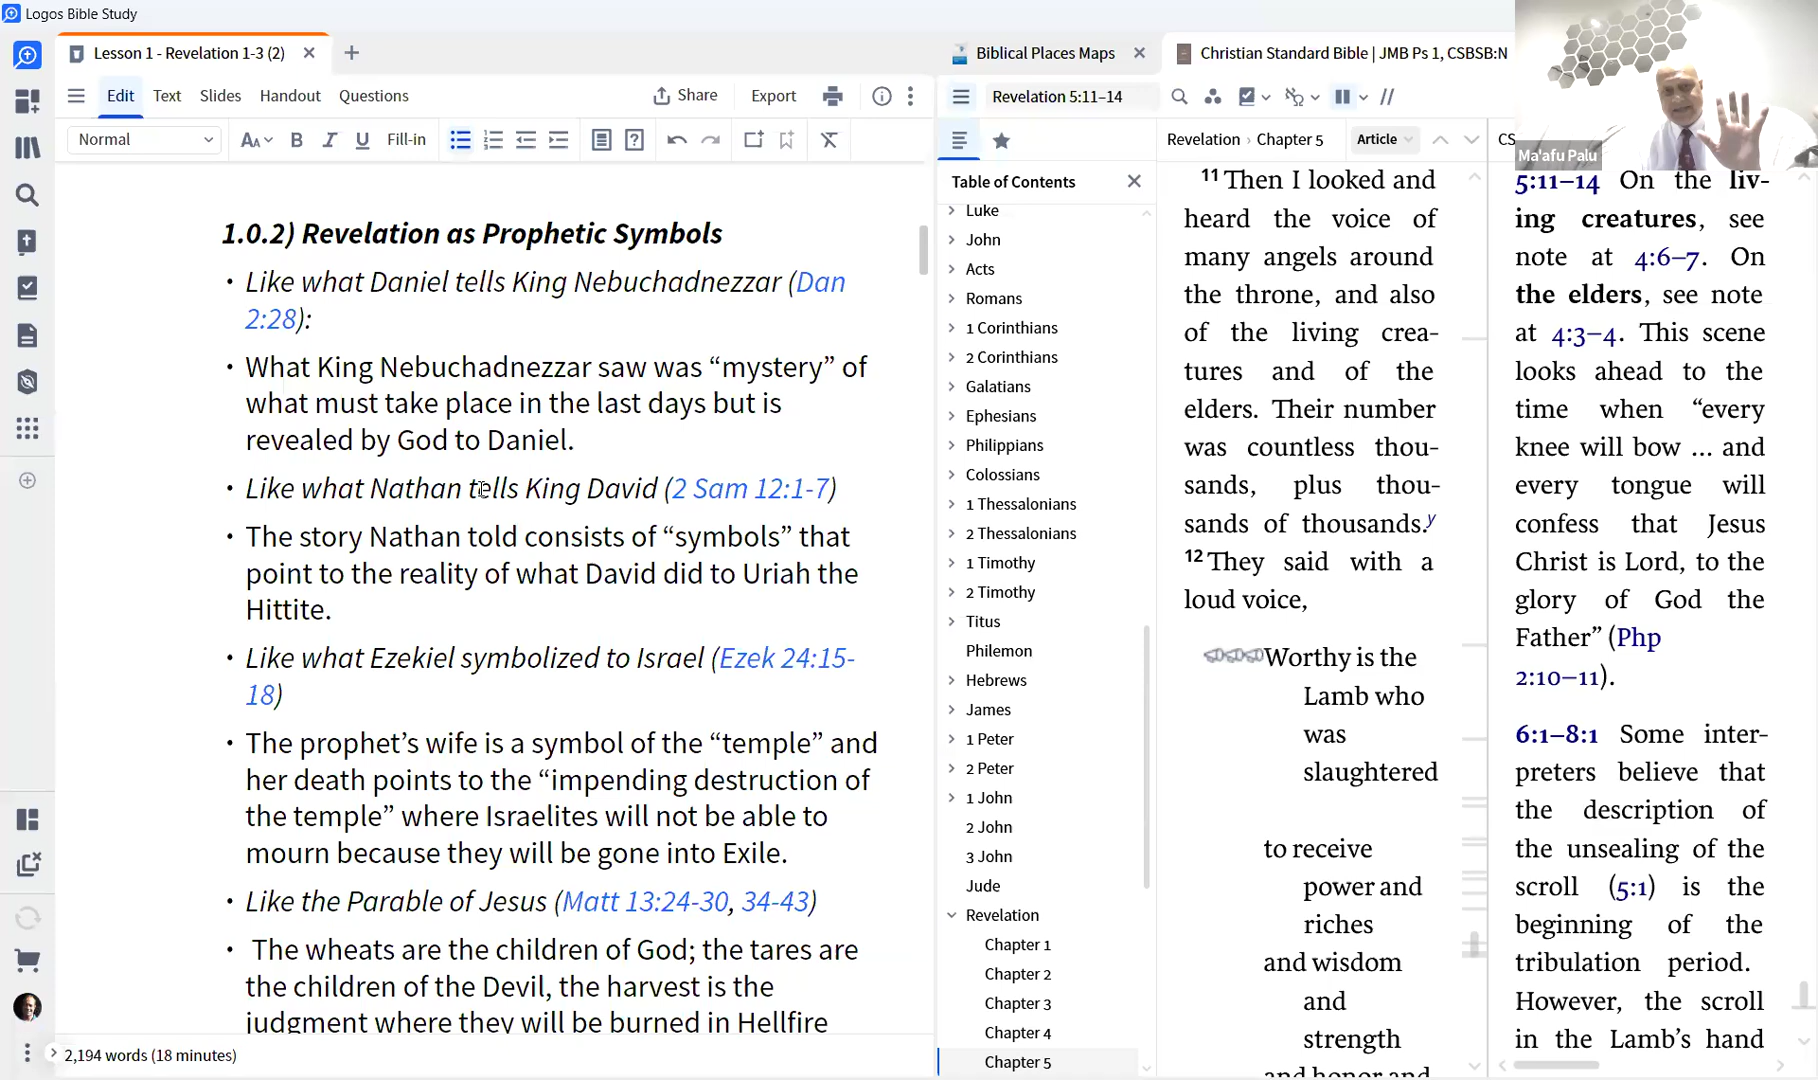 Logos Bible Study
Lesson 1 - Revelation 1-3 (2)
Edit Text Slides Handout Questions
Share Export
Normal
Fill-in
1.0.2) Revelation as Prophetic Symbols
• Like what Daniel tells King Nebuchadnezzar (Dan
2:28):
• What King Nebuchadnezzar saw was “mystery” of
what must take place in the last days but is
revealed by God to Daniel.
• Like what Nathan tells King David (2 Sam 12:1-7)
• The story Nathan told consists of “symbols” that
point to the reality of what David did to Uriah the
Hittite.
• Like what Ezekiel symbolized to Israel (Ezek 24:15-
18)
• The prophet’s wife is a symbol of the “temple” and
her death points to the “impending destruction of
the temple” where Israelites will not be able to
mourn because they will be gone into Exile.
• Like the Parable of Jesus (Matt 13:24-30, 34-43)
• The wheats are the children of God; the tares are
the children of the Devil, the harvest is the
judgment where they will be burned in Hellfire
2,194 words (18 minutes)
Biblical Places Maps
Christian Standard Bible | JMB Ps 1, CSBSB:N
Revelation 5:11–14
Table of Contents
Luke
John
Acts
Romans
1 Corinthians
2 Corinthians
Galatians
Ephesians
Philippians
Colossians
1 Thessalonians
2 Thessalonians
1 Timothy
2 Timothy
Titus
Philemon
Hebrews
James
1 Peter
2 Peter
1 John
2 John
3 John
Jude
Revelation
Chapter 1
Chapter 2
Chapter 3
Chapter 4
Chapter 5
Revelation › Chapter 5
Article
CS
11 Then I looked and
heard the voice of
many angels around
the throne, and also
of the living crea-
tures and of the
elders. Their number
was countless thou-
sands, plus thou-
sands of thousands.y
12 They said with a
loud voice,
Worthy is the
Lamb who
was
slaughtered
to receive
power and
riches
and wisdom
and
strength
and honor and
Ma'afu Palu
5:11–14 On the liv-
ing creatures, see
note at 4:6–7. On
the elders, see note
at 4:3–4. This scene
looks ahead to the
time when “every
knee will bow ... and
every tongue will
confess that Jesus
Christ is Lord, to the
glory of God the
Father” (Php
2:10–11).
6:1–8:1 Some inter-
preters believe that
the description of
the unsealing of the
scroll (5:1) is the
beginning of the
tribulation period.
However, the scroll
in the Lamb’s hand